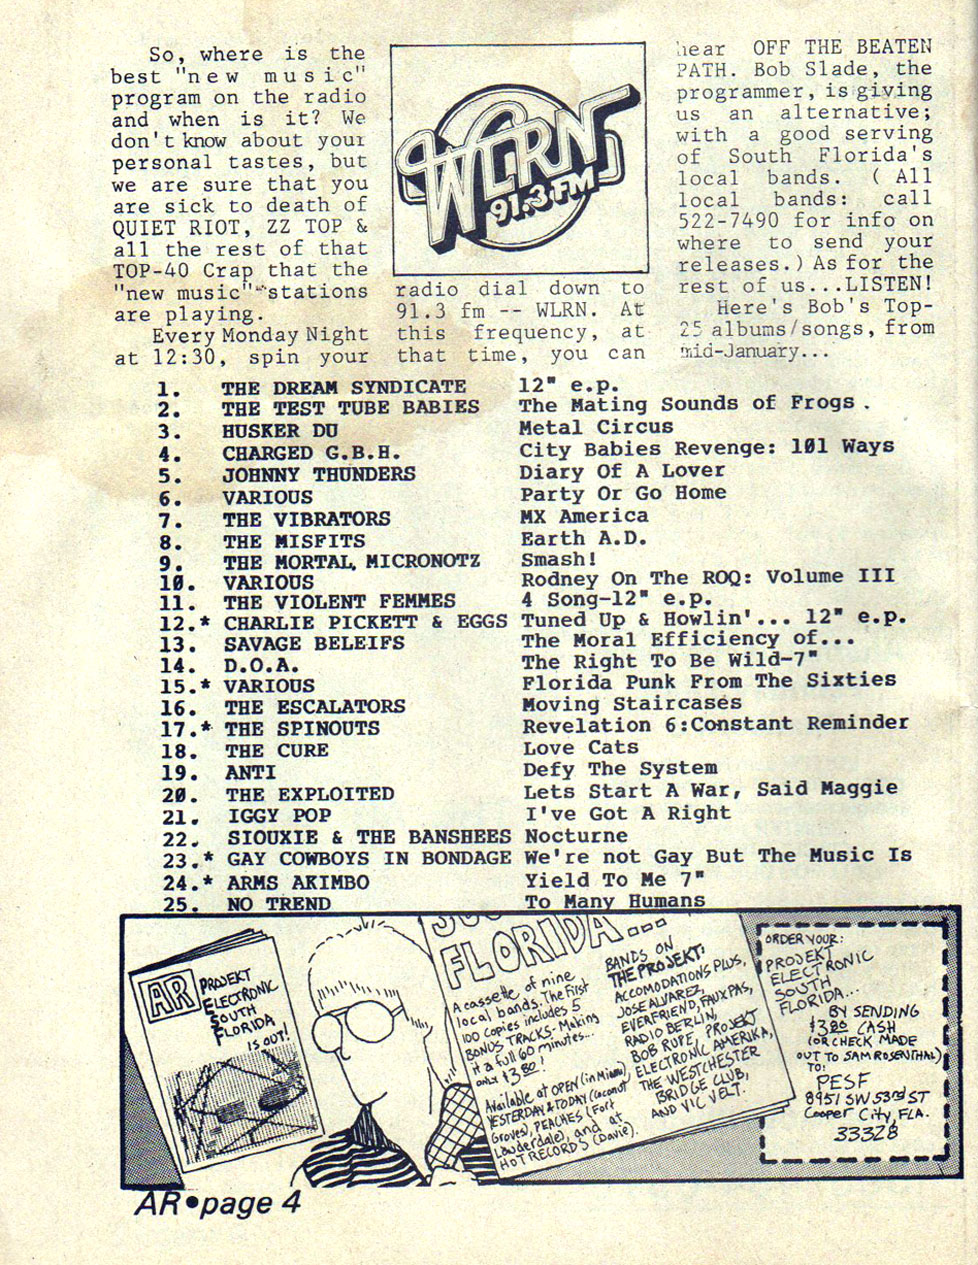 So, where is the
best "new music"
program on the radio
and when is it? We
don't know about your
personal tastes, but
we are sure that you
are sick to death of
QUIET RIOT, ZZ TOP &
all the rest of that
TOP-40 Crap that the
"new music" stations
are playing.
Every Monday Night
at 12:30, spin your
WLRN
91.3 FM
radio dial down to
91.3 fm -- WLRN. At
this frequency, at
that time, you can
hear OFF THE BEATEN
PATH. Bob Slade, the
programmer, is giving
us an alternative;
with a good serving
of South Florida's
local bands. ( All
local bands: call
522-7490 for info on
where to send your
releases.) As for the
rest of us...LISTEN!
Here's Bob's Top-
25 albums/songs, from
mid-January...
1. THE DREAM SYNDICATE 12" e.p.
2. THE TEST TUBE BABIES The Mating Sounds of Frogs .
3. HUSKER DU Metal Circus
4. CHARGED G.B.H. City Babies Revenge: 101 Ways
5. JOHNNY THUNDERS Diary Of A Lover
6. VARIOUS Party Or Go Home
7. THE VIBRATORS MX America
8. THE MISFITS Earth A.D.
9. THE MORTAL MICRONOTZ Smash!
10. VARIOUS Rodney On The ROQ: Volume III
11. THE VIOLENT FEMMES 4 Song-12" e.p.
12.* CHARLIE PICKETT & EGGS Tuned Up & Howlin'... 12" e.p.
13. SAVAGE BELEIFS The Moral Efficiency of...
14. D.O.A. The Right To Be Wild-7"
15.* VARIOUS Florida Punk From The Sixties
16. THE ESCALATORS Moving Staircases
17.* THE SPINOUTS Revelation 6:Constant Reminder
18. THE CURE Love Cats
19. ANTI Defy The System
20. THE EXPLOITED Lets Start A War, Said Maggie
21. IGGY POP I've Got A Right
22. SIOUXIE & THE BANSHEES Nocturne
23.* GAY COWBOYS IN BONDAGE We're not Gay But The Music Is
24.* ARMS AKIMBO Yield To Me 7"
25. NO TREND To Many Humans
AR
PROJEKT
ELECTRONIC
SOUTH
FLORIDA
IS OUT!
FLORIDA...
A cassette of nine
local bands. The First
100 Copies includes 5
BONUS TRACKS- Making
it a full 60 minutes...
only $3.80!
Available at OPEN (in Miami),
YESTERDAY & TODAY (Coconut
Groves), PEACHES (Fort
Lauderdale), and at
HOT RECORDS (Davie).
BANDS ON
THE PROJEKT:
ACCOMODATIONS PLUS,
JOSE ALVAREZ,
EVERFRIEND, FAUX PAS,
RADIO BERLIN,
BOB RUPE, PROJEKT
ELECTRONIC AMERIKA,
THE WESTCHESTER
BRIDGE CLUB,
AND VIC VELT.
ORDER YOUR:
PROJEKT
ELECTRONIC
SOUTH
FLORIDA...
BY SENDING
$3.80 CASH
(OR CHECK MADE
OUT TO SAM ROSENTHAL)
TO:
PESF
8951 SW 53rd ST
Cooper City, FLA.
33328
AR•page 4